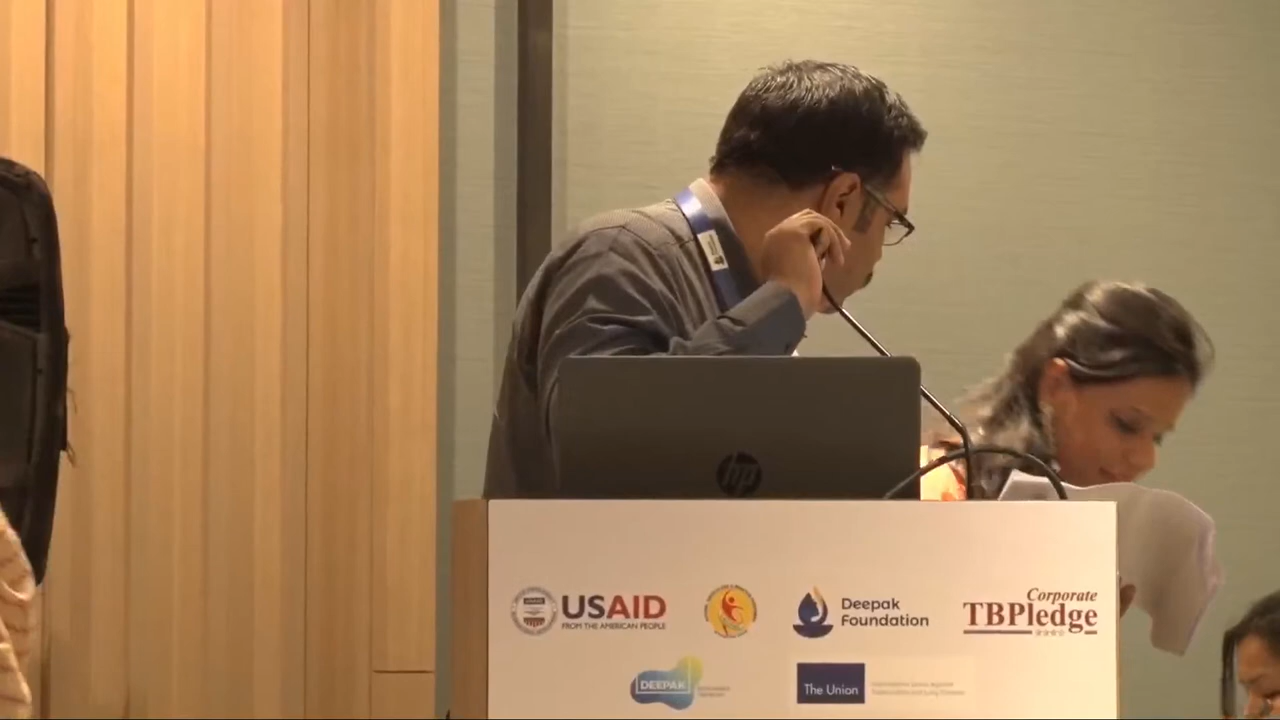 hp
USAID
FROM THE AMERICAN PEOPLE
Deepak
Foundation
Corporate
TBPledge
DEEPAK
The Union